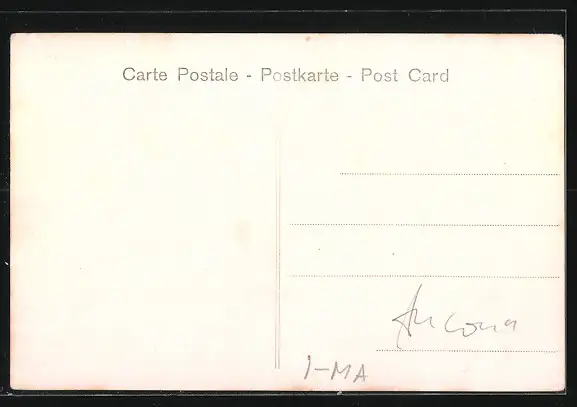 Carte Postale - Postkarte - Post Card
Ancona
I-MA